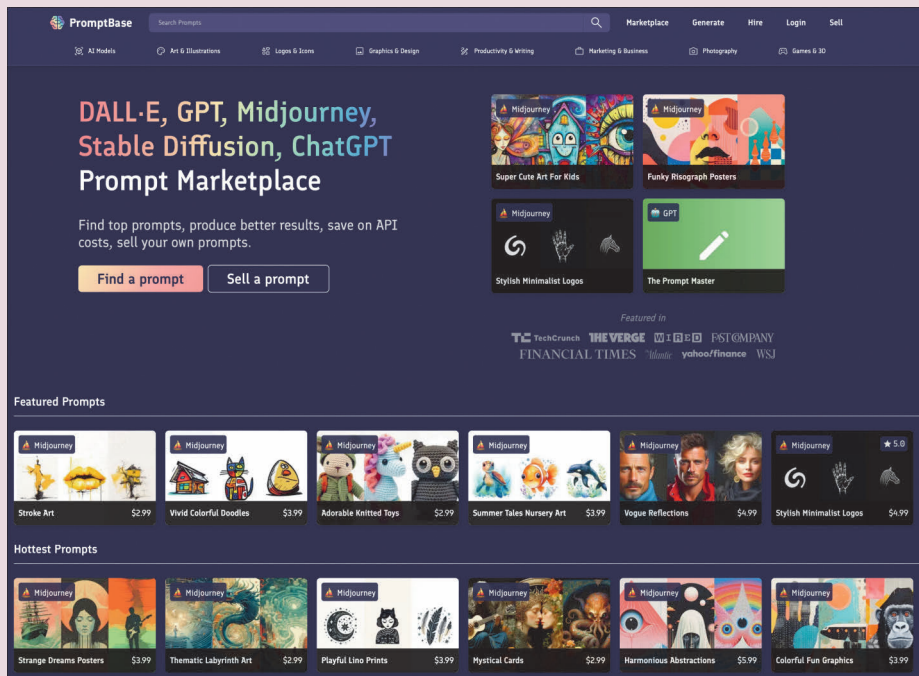 PromptBase
Search Prompts
Marketplace
Generate
Hire
Login
Sell
AI Models
Art & Illustrations
Logos & Icons
Graphics & Design
Productivity & Writing
Marketing & Business
Photography
Games & 3D
DALL·E, GPT, Midjourney,
Stable Diffusion, ChatGPT
Prompt Marketplace
Find top prompts, produce better results, save on API
costs, sell your own prompts.
Find a prompt
Sell a prompt
Midjourney
Super Cute Art For Kids
Midjourney
Funky Risograph Posters
Midjourney
Stylish Minimalist Logos
GPT
The Prompt Master
Featured in
TC TechCrunch THE VERGE WIRED FAST COMPANY
FINANCIAL TIMES The Atlantic yahoo!finance WSJ
Featured Prompts
Midjourney
Stroke Art $2.99
Midjourney
Vivid Colorful Doodles $3.99
Midjourney
Adorable Knitted Toys $2.99
Midjourney
Summer Tales Nursery Art $3.99
Midjourney
Vogue Reflections $4.99
Midjourney
★ 5.0
Stylish Minimalist Logos $4.99
Hottest Prompts
Midjourney
Strange Dreams Posters $3.99
Midjourney
Thematic Labyrinth Art $2.99
Midjourney
Playful Lino Prints $3.99
Midjourney
Mystical Cards $2.99
Midjourney
Harmonious Abstractions $5.99
Midjourney
Colorful Fun Graphics $3.99